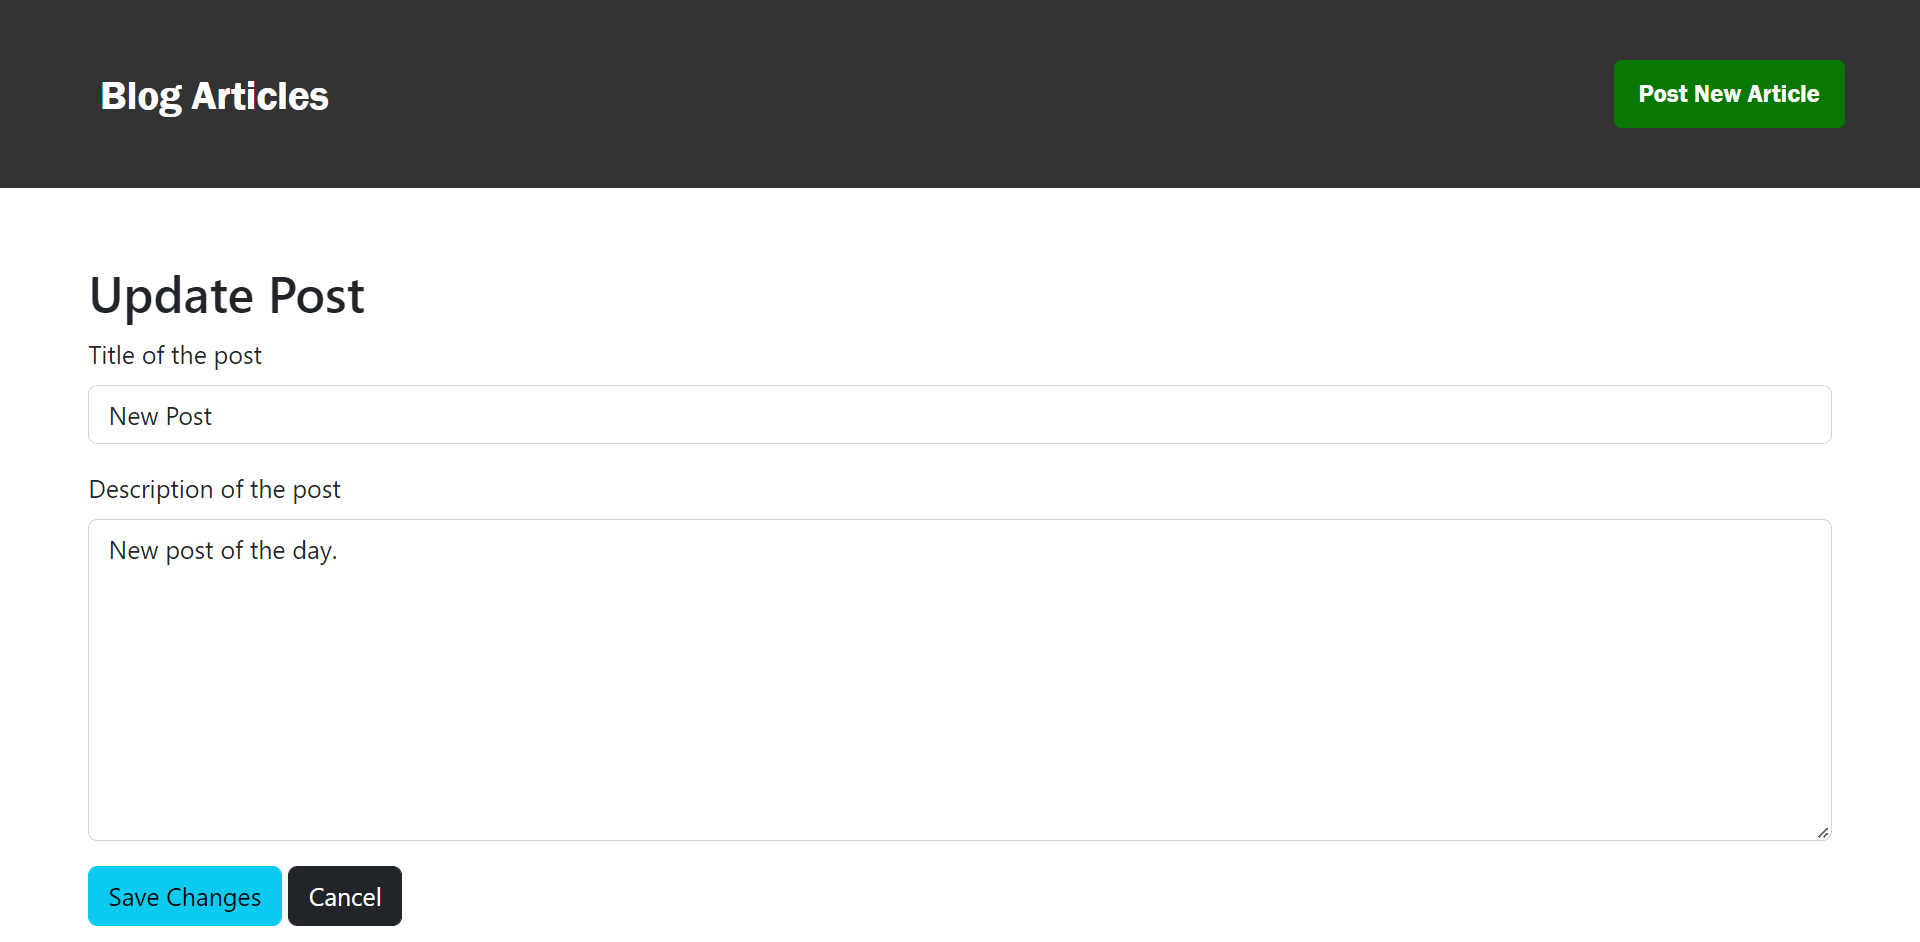 Blog Articles
Post New Article
Update Post
Title of the post
New Post
Description of the post
New post of the day.
Save Changes
Cancel